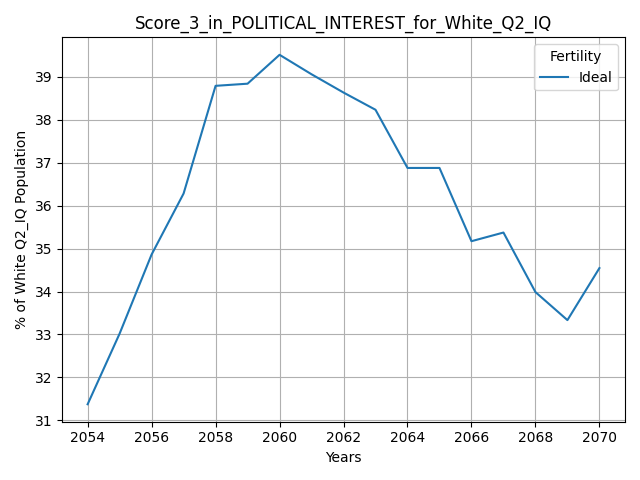 Score_3_in_POLITICAL_INTEREST_for_White_Q2_IQ
Fertility
Ideal
% of White Q2_IQ Population
39
38
37
36
35
34
33
32
31
2054 2056 2058 2060 2062 2064 2066 2068 2070
Years